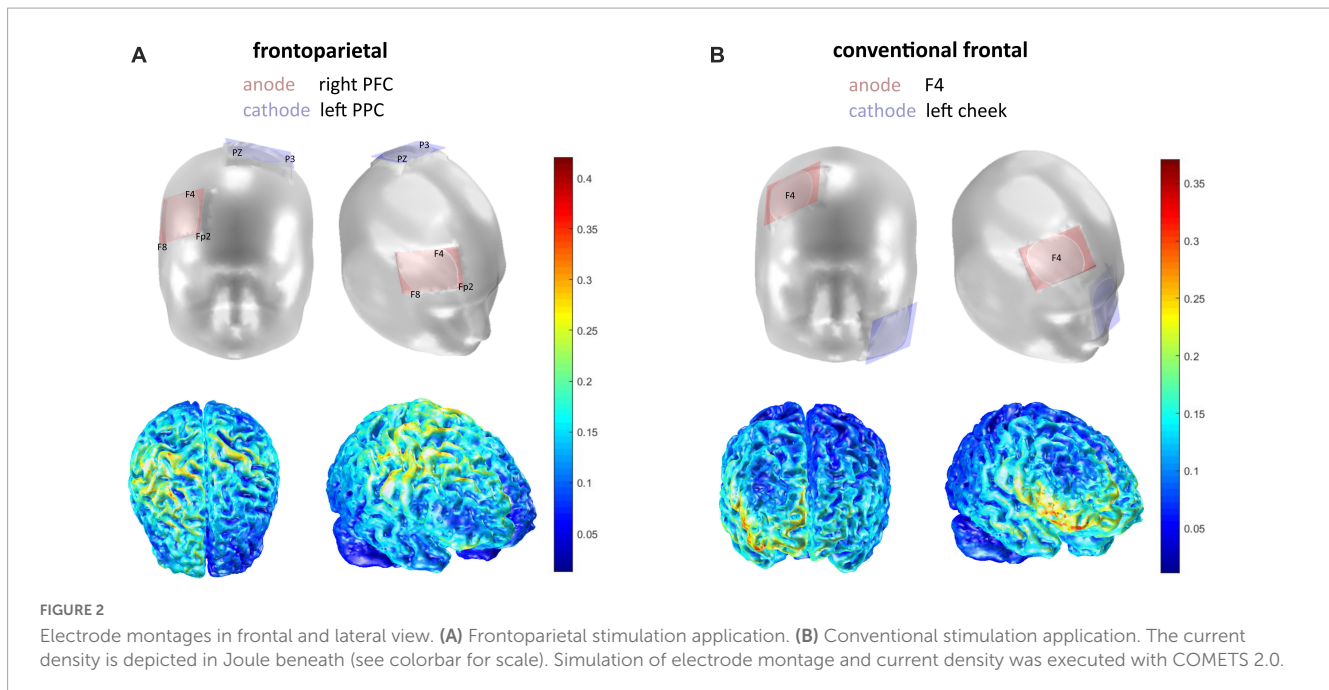 A
frontoparietal
anode right PFC
cathode left PPC
PZ
P3
F4
F8
Fp2
P3
PZ
F4
F8
Fp2
0.4
0.35
0.3
0.25
0.2
0.15
0.1
0.05
B
conventional frontal
anode F4
cathode left cheek
F4
F4
0.35
0.3
0.25
0.2
0.15
0.1
0.05
FIGURE 2
Electrode montages in frontal and lateral view. (A) Frontoparietal stimulation application. (B) Conventional stimulation application. The current
density is depicted in Joule beneath (see colorbar for scale). Simulation of electrode montage and current density was executed with COMETS 2.0.